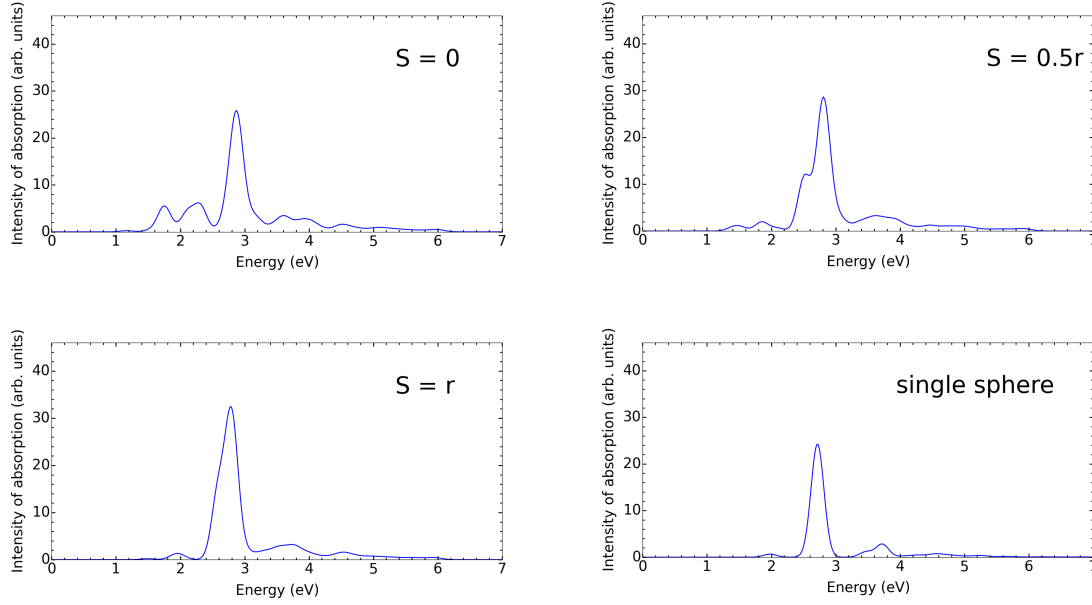 Intensity of absorption (arb. units)
40
30
20
10
0
S = 0
0 1 2 3 4 5 6 7
Energy (eV)
Intensity of absorption (arb. units)
40
30
20
10
0
S = 0.5r
0 1 2 3 4 5 6 7
Energy (eV)
Intensity of absorption (arb. units)
40
30
20
10
0
S = r
0 1 2 3 4 5 6 7
Energy (eV)
Intensity of absorption (arb. units)
40
30
20
10
0
single sphere
0 1 2 3 4 5 6 7
Energy (eV)